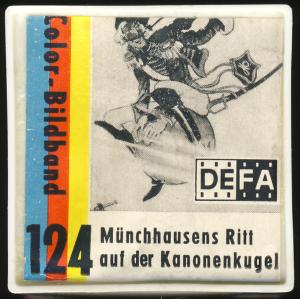 Color-Bildband
DEFA
124
Münchhausens Ritt
auf der Kanonenkugel